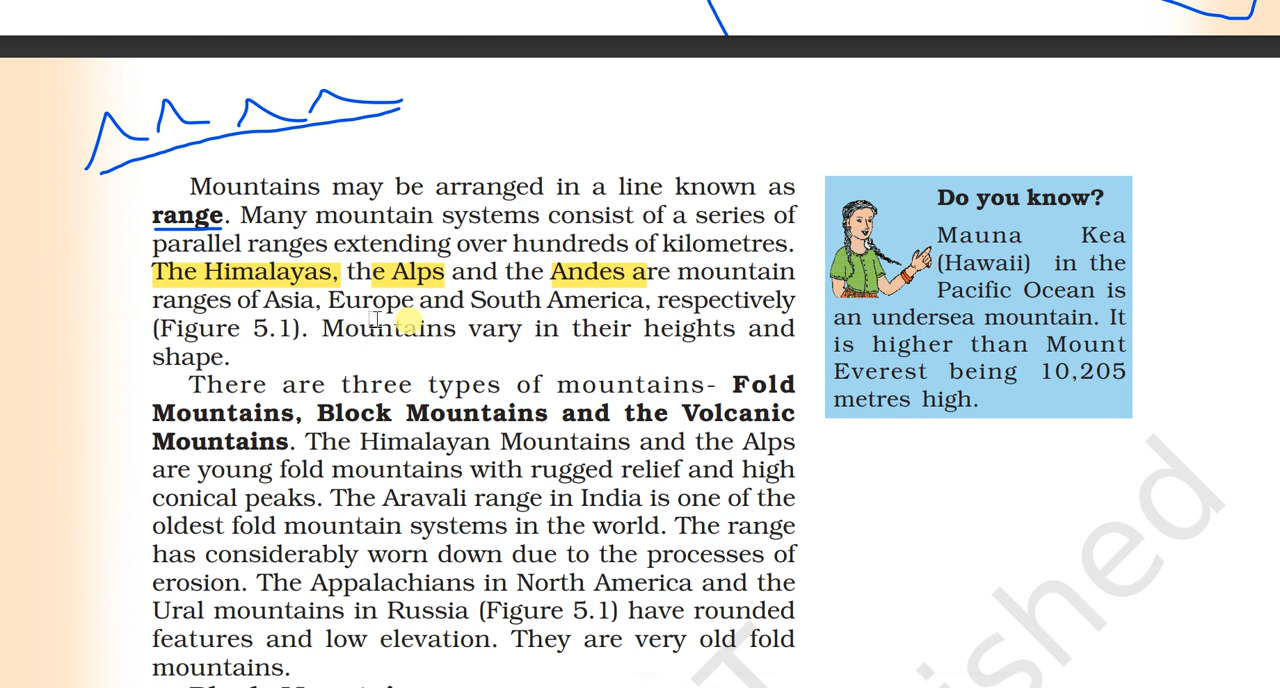 Mountains may be arranged in a line known as
range. Many mountain systems consist of a series of
parallel ranges extending over hundreds of kilometres.
The Himalayas, the Alps and the Andes are mountain
ranges of Asia, Europe and South America, respectively
(Figure 5.1). Mountains vary in their heights and
shape.
There are three types of mountains- Fold
Mountains, Block Mountains and the Volcanic
Mountains. The Himalayan Mountains and the Alps
are young fold mountains with rugged relief and high
conical peaks. The Aravali range in India is one of the
oldest fold mountain systems in the world. The range
has considerably worn down due to the processes of
erosion. The Appalachians in North America and the
Ural mountains in Russia (Figure 5.1) have rounded
features and low elevation. They are very old fold
mountains.
Do you know?
Mauna Kea
(Hawaii) in the
Pacific Ocean is
an undersea mountain. It
is higher than Mount
Everest being 10,205
metres high.